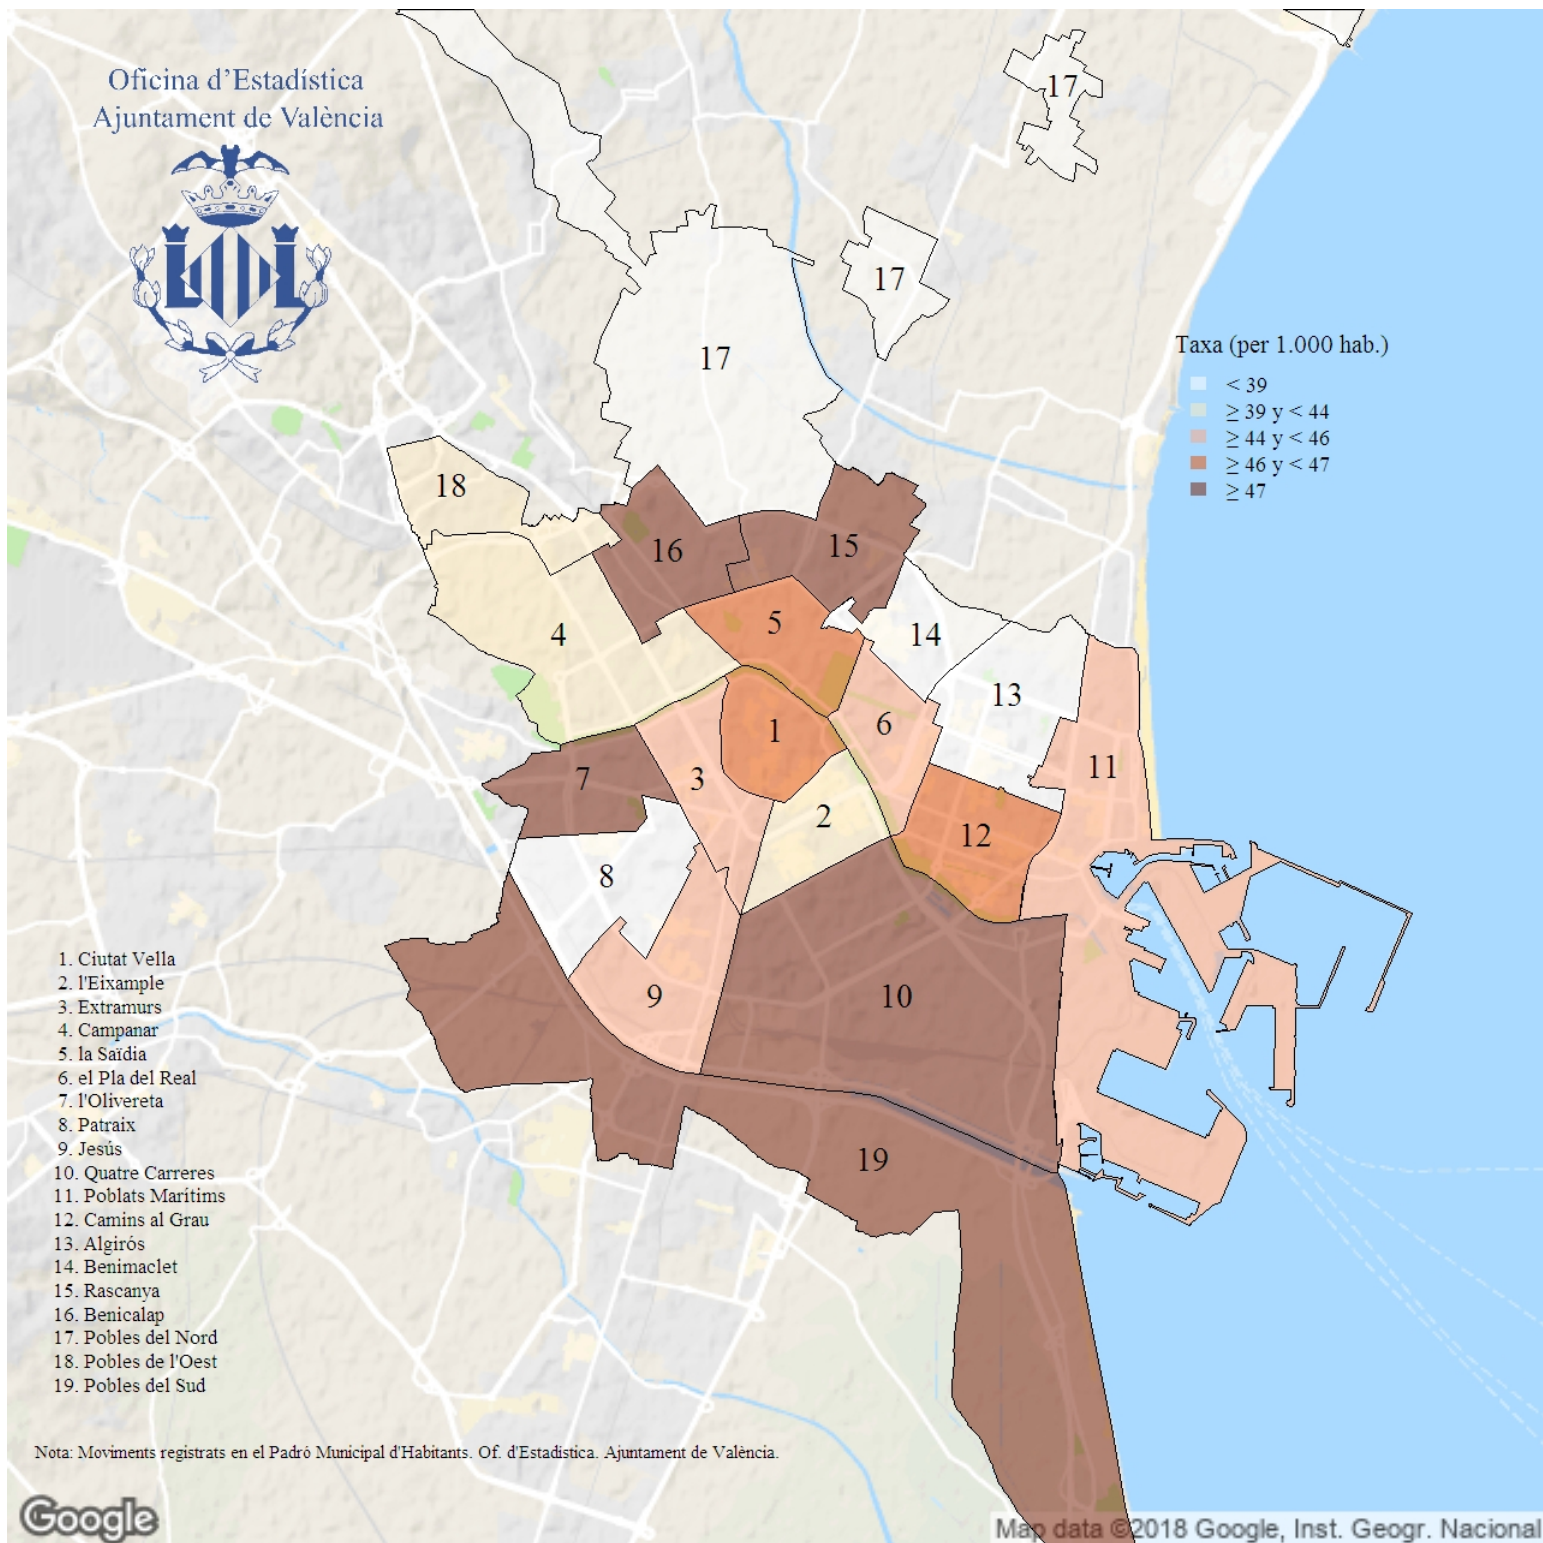 Oficina d'Estadística
Ajuntament de València
17
17
17
Taxa (per 1.000 hab.)
< 39
≥ 39 y < 44
≥ 44 y < 46
≥ 46 y < 47
≥ 47
18
16
15
5
14
4
13
6
1
11
7
3
2
12
8
9
10
19
1. Ciutat Vella
2. l'Eixample
3. Extramurs
4. Campanar
5. la Saïdia
6. el Pla del Real
7. l'Olivereta
8. Patraix
9. Jesús
10. Quatre Carreres
11. Poblats Marítims
12. Camins al Grau
13. Algirós
14. Benimaclet
15. Rascanya
16. Benicalap
17. Pobles del Nord
18. Pobles de l'Oest
19. Pobles del Sud
Nota: Moviments registrats en el Padró Municipal d'Habitants. Of. d'Estadística. Ajuntament de València.
Google
Map data ©2018 Google, Inst. Geogr. Nacional